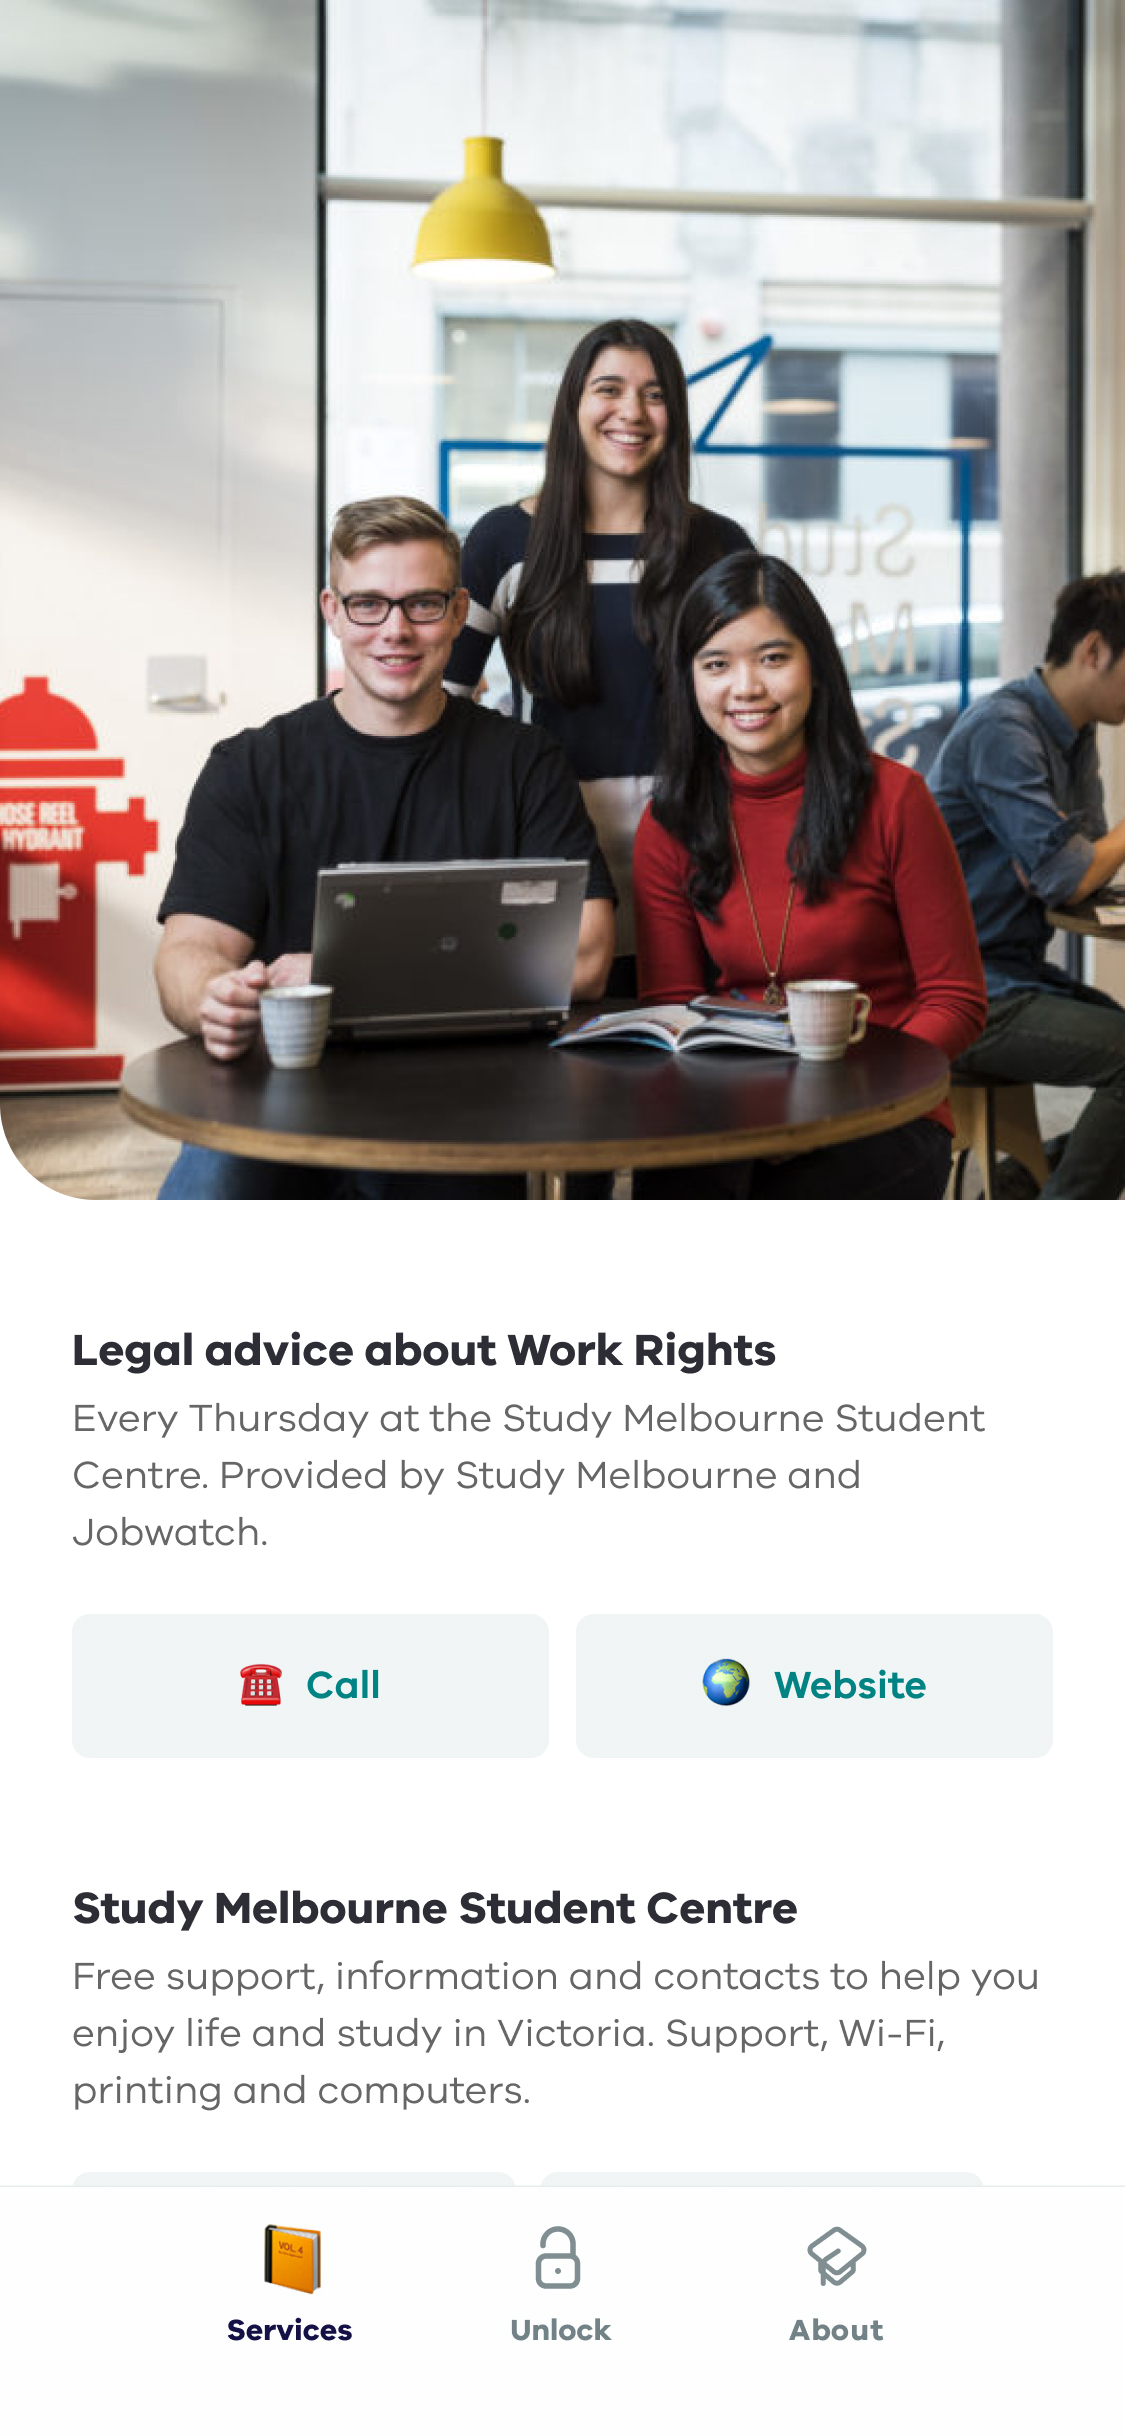 Stud
M
S
HOSE REEL
HYDRANT
Legal advice about Work Rights
Every Thursday at the Study Melbourne Student
Centre. Provided by Study Melbourne and
Jobwatch.
☎️ Call
🌍 Website
Study Melbourne Student Centre
Free support, information and contacts to help you
enjoy life and study in Victoria. Support, Wi-Fi,
printing and computers.
VOL. 4
Services
Unlock
About